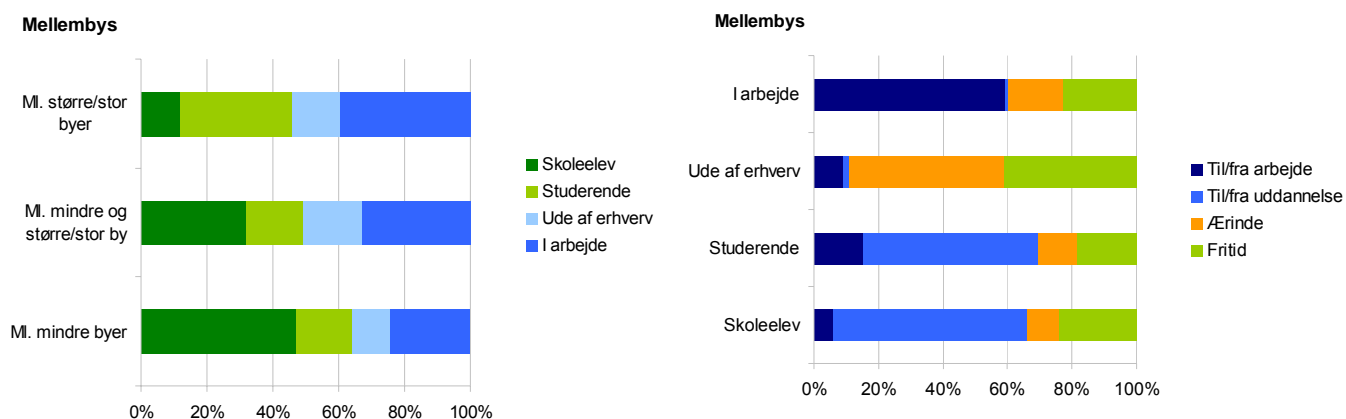 Mellembys
Ml. større/stor
byer
Ml. mindre og
større/stor by
Ml. mindre byer
0% 20% 40% 60% 80% 100%
Skoleelev
Studerende
Ude af erhverv
I arbejde
Mellembys
I arbejde
Ude af erhverv
Studerende
Skoleelev
0% 20% 40% 60% 80% 100%
Til/fra arbejde
Til/fra uddannelse
Ærinde
Fritid